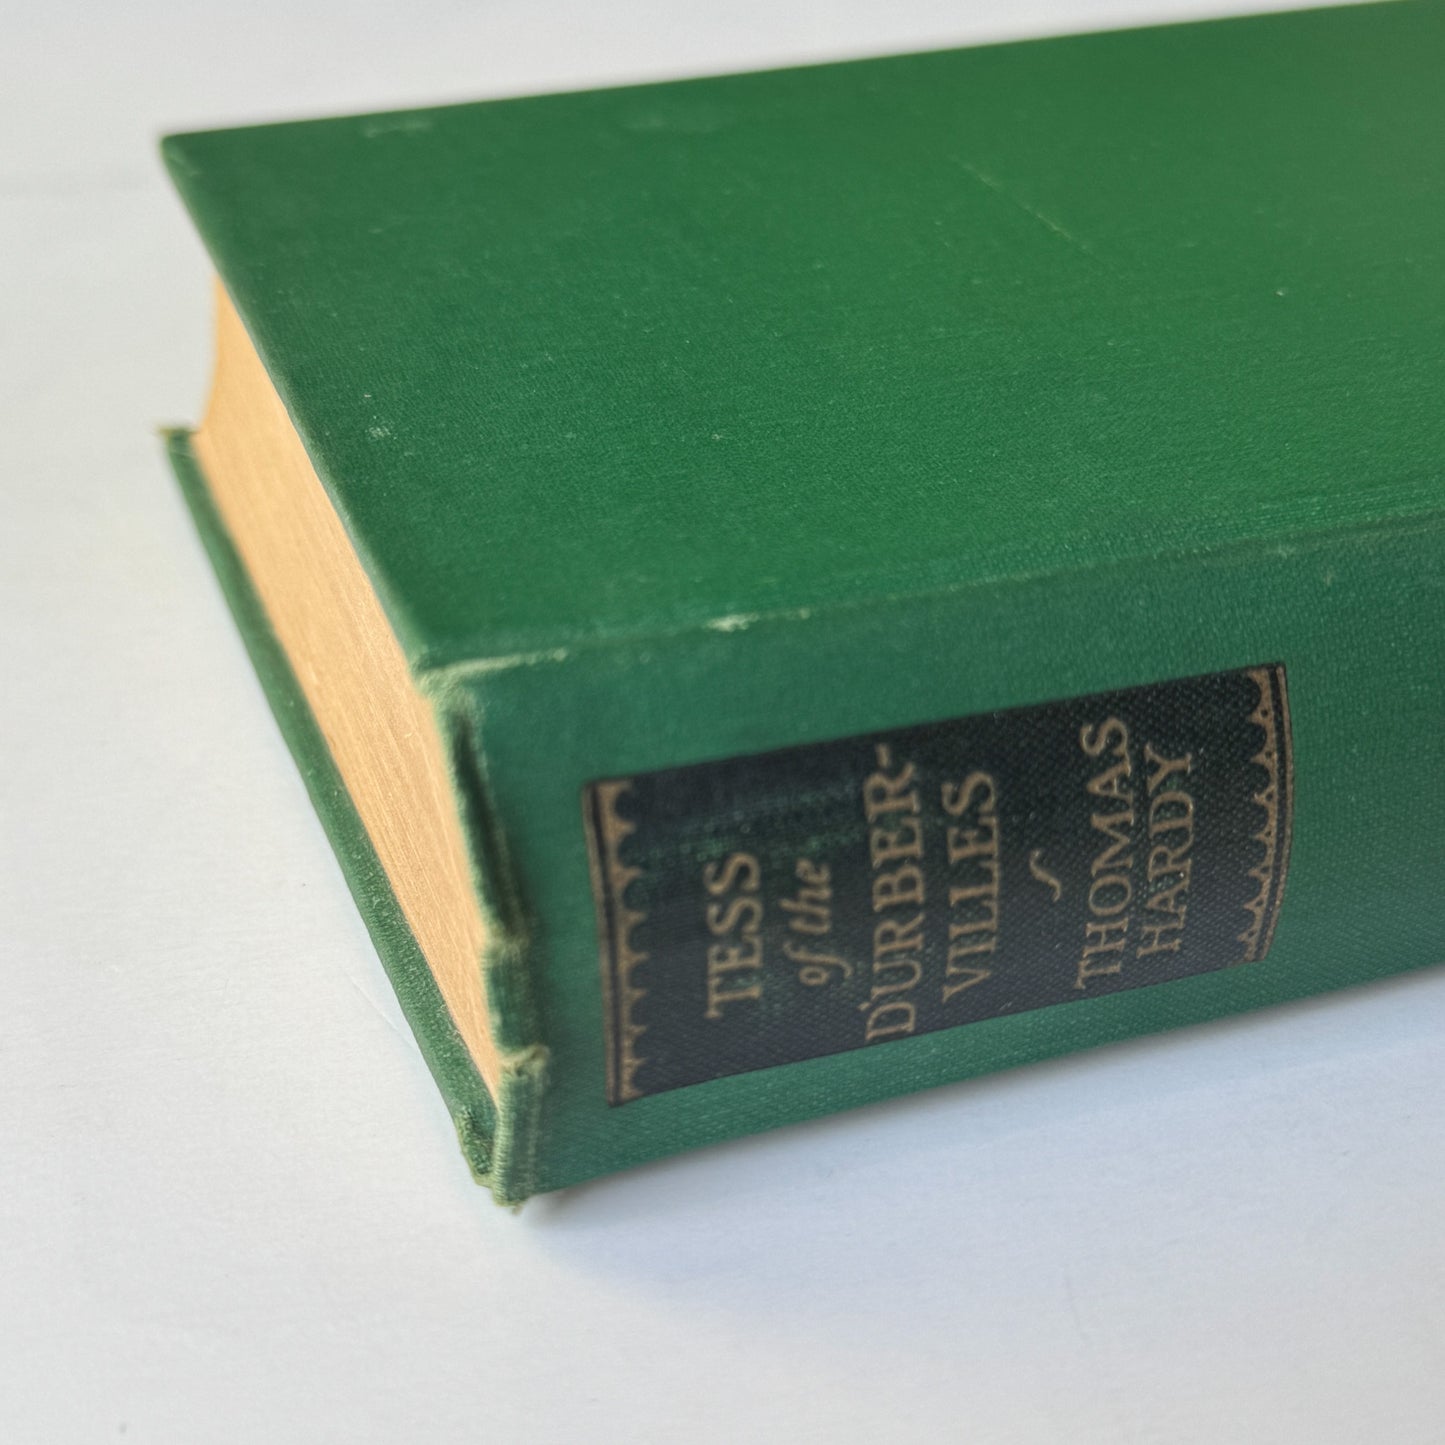 TESS
of the
D'URBER-
VILLES
THOMAS
HARDY